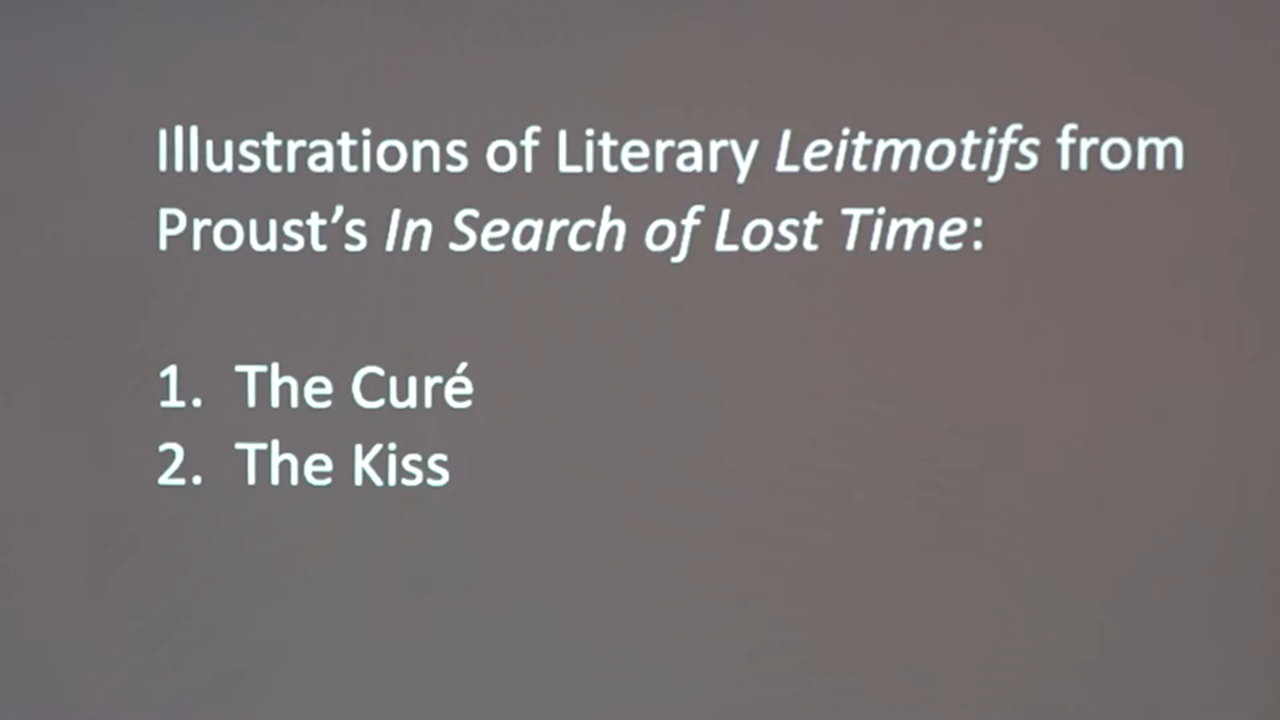 Illustrations of Literary Leitmotifs from
Proust’s In Search of Lost Time:
1. The Curé
2. The Kiss